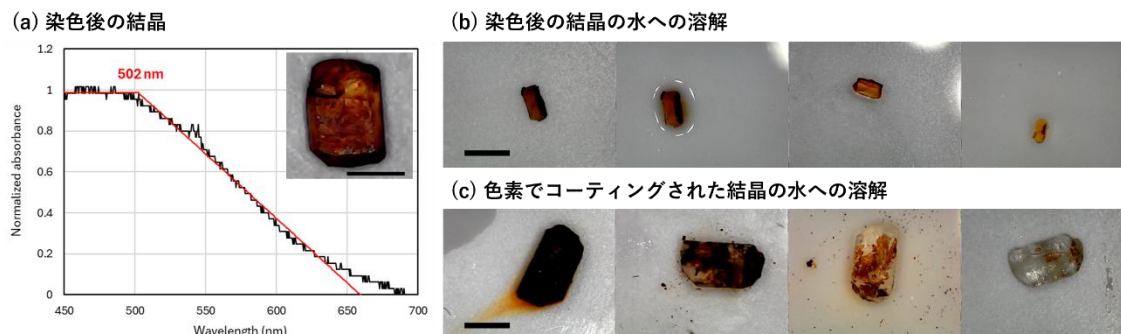 (a) 染色後の結晶
1.2
502 nm
1
0.8
0.6
0.4
0.2
0
Normalized absorbance
450 500 550 600 650 700
Wavelength (nm)
(b) 染色後の結晶の水への溶解
(c) 色素でコーティングされた結晶の水への溶解